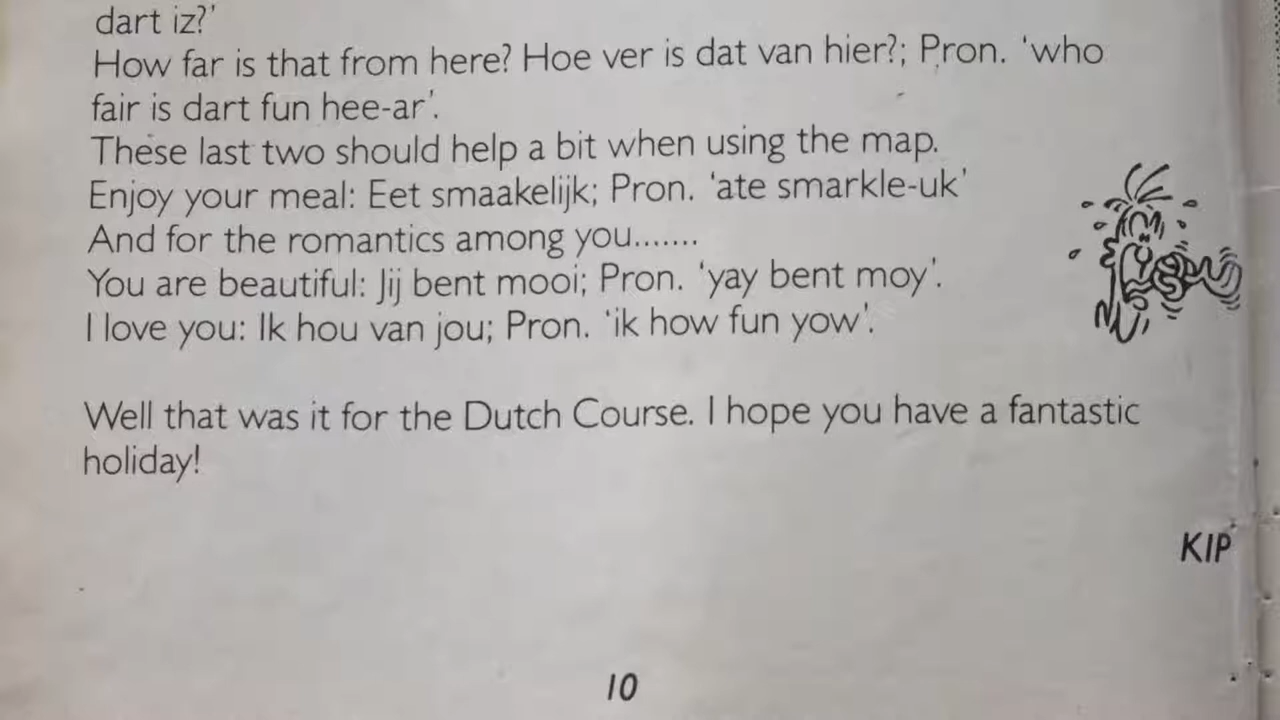 dart iz?'
How far is that from here? Hoe ver is dat van hier?; Pron. 'who
fair is dart fun hee-ar'.
These last two should help a bit when using the map.
Enjoy your meal: Eet smaakelijk; Pron. 'ate smarkle-uk'
And for the romantics among you.......
You are beautiful: Jij bent mooi; Pron. 'yay bent moy'.
I love you: Ik hou van jou; Pron. 'ik how fun yow'.
Well that was it for the Dutch Course. I hope you have a fantastic
holiday!
KIP
10